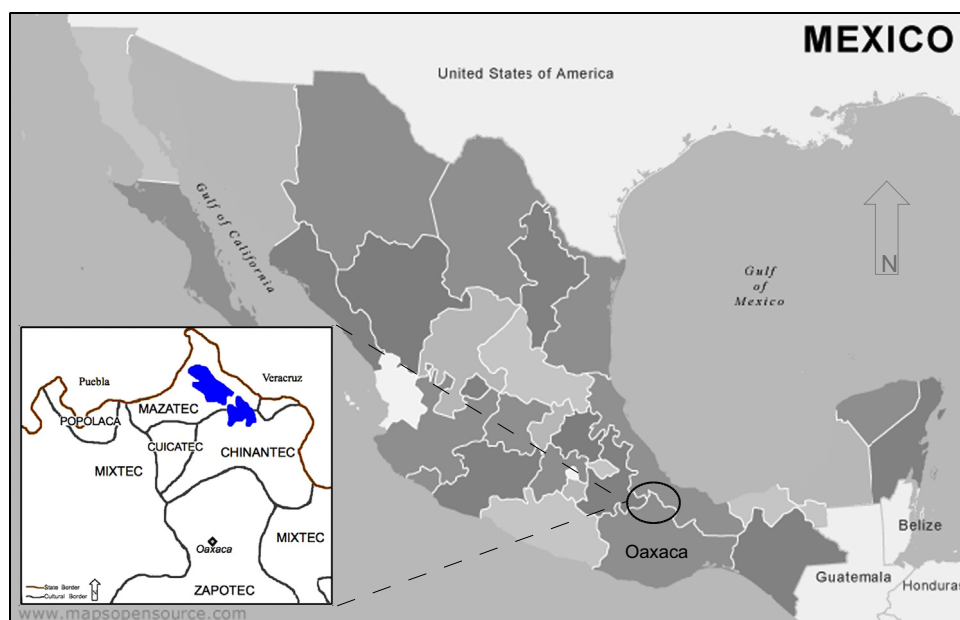 MEXICO
United States of America
Gulf of California
Gulf
of
Mexico
N
Puebla
Veracruz
POPOLACA
MAZATEC
CUICATEC
CHINANTEC
MIXTEC
MIXTEC
Oaxaca
ZAPOTEC
State Border
Cultural Border
N
Oaxaca
Belize
Guatemala
Honduras
www.mapsopensource.com